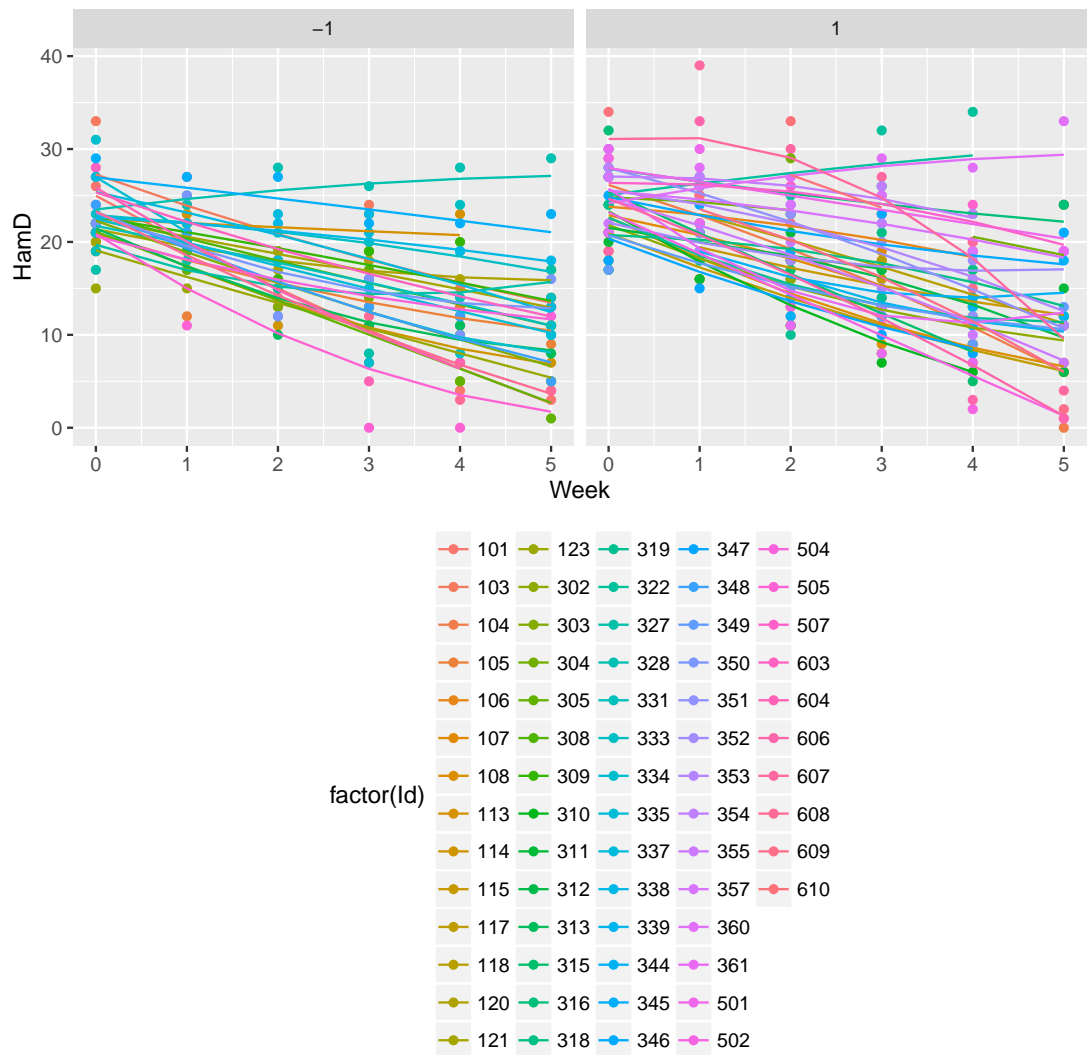 −1 1
40
30
20
10
0
HamD
0 1 2 3 4 5 0 1 2 3 4 5
Week
factor(Id)
101 123 319 347 504
103 302 322 348 505
104 303 327 349 507
105 304 328 350 603
106 305 331 351 604
107 308 333 352 606
108 309 334 353 607
113 310 335 354 608
114 311 337 355 609
115 312 338 357 610
117 313 339 360
118 315 344 361
120 316 345 501
121 318 346 502